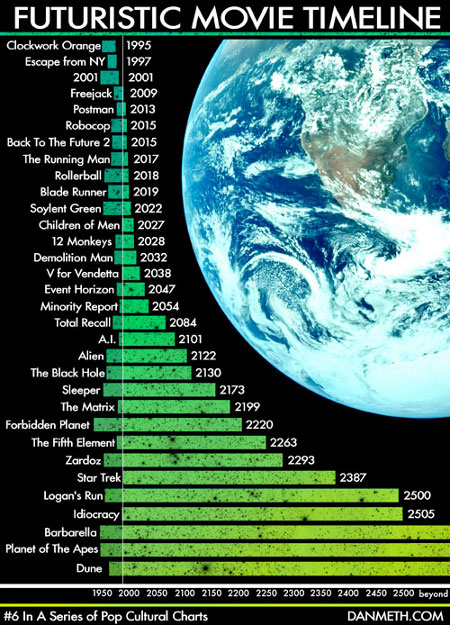 FUTURISTIC MOVIE TIMELINE
Clockwork Orange 1995
Escape from NY 1997
2001 2001
Freejack 2009
Postman 2013
Robocop 2015
Back To The Future 2 2015
The Running Man 2017
Rollerball 2018
Blade Runner 2019
Soylent Green 2022
Children of Men 2027
12 Monkeys 2028
Demolition Man 2032
V for Vendetta 2038
Event Horizon 2047
Minority Report 2054
Total Recall 2084
A.I. 2101
Alien 2122
The Black Hole 2130
Sleeper 2173
The Matrix 2199
Forbidden Planet 2220
The Fifth Element 2263
Zardoz 2293
Star Trek 2387
Logan's Run 2500
Idiocracy 2505
Barbarella
Planet of The Apes
Dune
1950 2000 2050 2100 2150 2200 2250 2300 2350 2400 2450 2500 beyond
#6 In A Series of Pop Cultural Charts DANMETH.COM